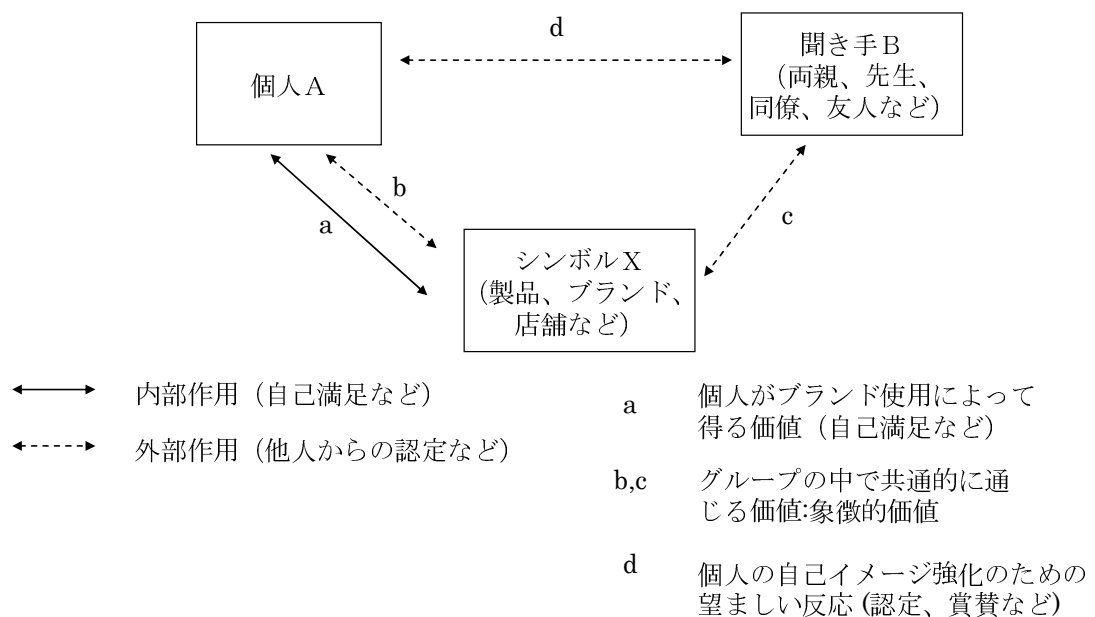 d
個人Ａ
聞き手Ｂ
（両親、先生、
同僚、友人など）
b
a
c
シンボルＸ
（製品、ブランド、
店舗など）
内部作用（自己満足など）
外部作用（他人からの認定など）
a
個人がブランド使用によって
得る価値（自己満足など）
b,c
グループの中で共通的に通
じる価値:象徴的価値
d
個人の自己イメージ強化のための
望ましい反応 (認定、賞賛など)